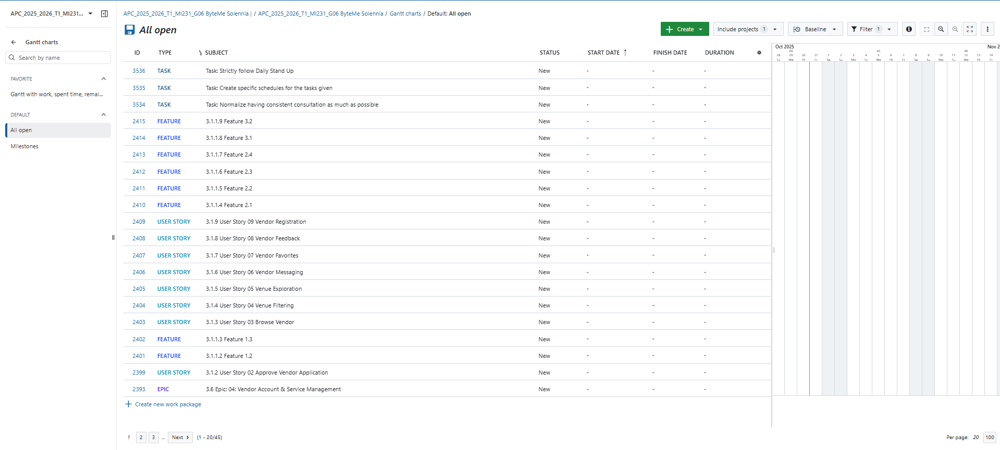 APC_2025_2026_T1_MI231...
Gantt charts
Search by name
FAVORITE
Gantt with work, spent time, remai...
DEFAULT
All open
Milestones
APC_2025_2026_T1_MI231_G06 ByteMe Solennia | / APC_2025_2026_T1_MI231_G06 ByteMe Solennia / Gantt charts / Default: All open
All open
Create
Include projects 1
Baseline
Filter 1
ID TYPE SUBJECT STATUS START DATE FINISH DATE DURATION
3536 TASK Task: Strictly follow Daily Stand Up New - - -
3535 TASK Task: Create specific schedules for the tasks given New - - -
3534 TASK Task: Normalize having consistent consultation as much as possible New - - -
2415 FEATURE 3.1.1.9 Feature 3.2 New - - -
2414 FEATURE 3.1.1.8 Feature 3.1 New - - -
2413 FEATURE 3.1.1.7 Feature 2.4 New - - -
2412 FEATURE 3.1.1.6 Feature 2.3 New - - -
2411 FEATURE 3.1.1.5 Feature 2.2 New - - -
2410 FEATURE 3.1.1.4 Feature 2.1 New - - -
2409 USER STORY 3.1.9 User Story 09 Vendor Registration New - - -
2408 USER STORY 3.1.8 User Story 08 Vendor Feedback New - - -
2407 USER STORY 3.1.7 User Story 07 Vendor Favorites New - - -
2406 USER STORY 3.1.6 User Story 06 Vendor Messaging New - - -
2405 USER STORY 3.1.5 User Story 05 Venue Exploration New - - -
2404 USER STORY 3.1.4 User Story 04 Venue Filtering New - - -
2403 USER STORY 3.1.3 User Story 03 Browse Vendor New - - -
2402 FEATURE 3.1.1.3 Feature 1.3 New - - -
2401 FEATURE 3.1.1.2 Feature 1.2 New - - -
2399 USER STORY 3.1.2 User Story 02 Approve Vendor Application New - - -
2393 EPIC 3.6 Epic: 04: Vendor Account & Service Management New - - -
Create new work package
1 2 3 ... Next (1 - 20/45)
Oct 2025 Nov 2
44 45 46
28 29 30 31 1 2 3 4 5 6 7 8 9 10 11 12 13 14
Tu We Th Fr Sa Su Mo Tu We Th Fr Sa Su Mo Tu We Th Fr
Per page: 20 100